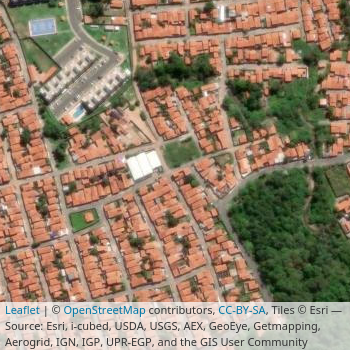 Leaflet | © OpenStreetMap contributors, CC-BY-SA, Tiles © Esri —
Source: Esri, i-cubed, USDA, USGS, AEX, GeoEye, Getmapping,
Aerogrid, IGN, IGP, UPR-EGP, and the GIS User Community